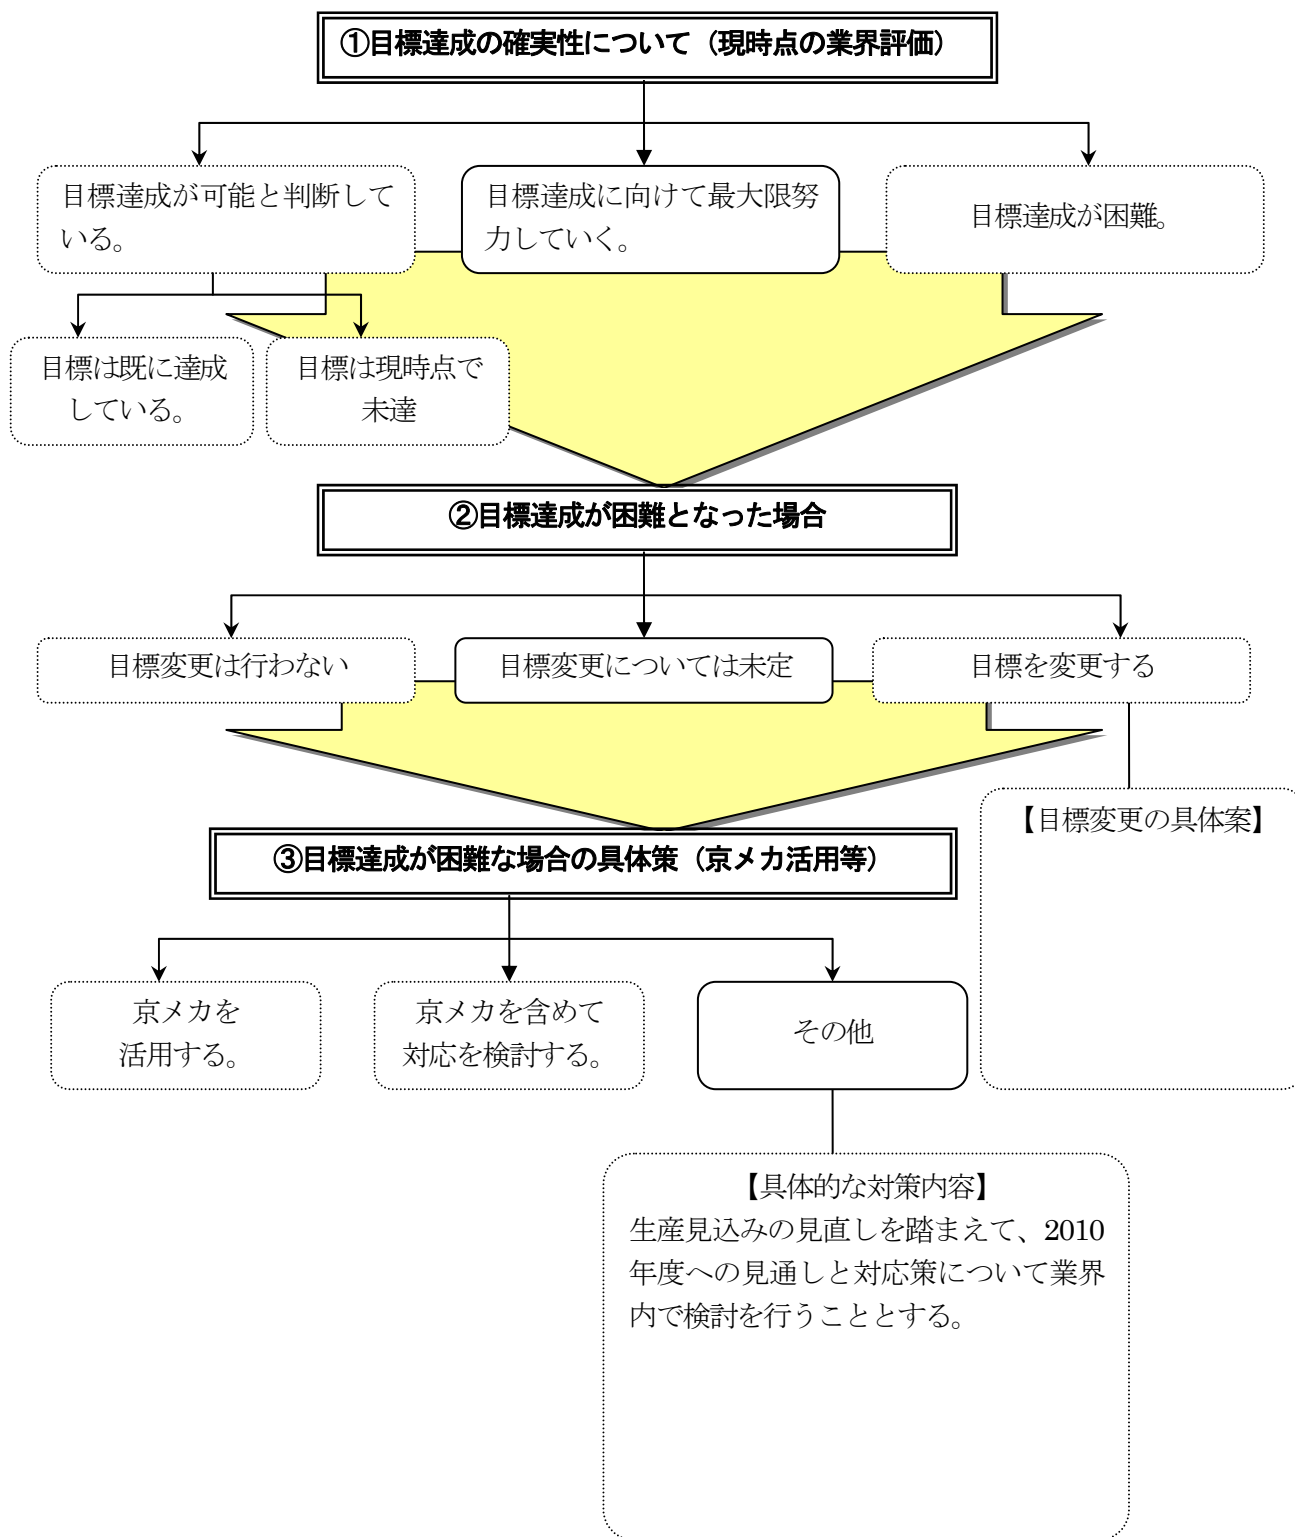 ①目標達成の確実性について（現時点の業界評価）
目標達成が可能と判断して
いる。
目標達成に向けて最大限努
力していく。
目標達成が困難。
目標は既に達成
している。
目標は現時点で
未達
②目標達成が困難となった場合
目標変更は行わない
目標変更については未定
目標を変更する
【目標変更の具体案】
③目標達成が困難な場合の具体策（京メカ活用等）
京メカを
活用する。
京メカを含めて
対応を検討する。
その他
【具体的な対策内容】
生産見込みの見直しを踏まえて、2010
年度への見通しと対応策について業界
内で検討を行うこととする。